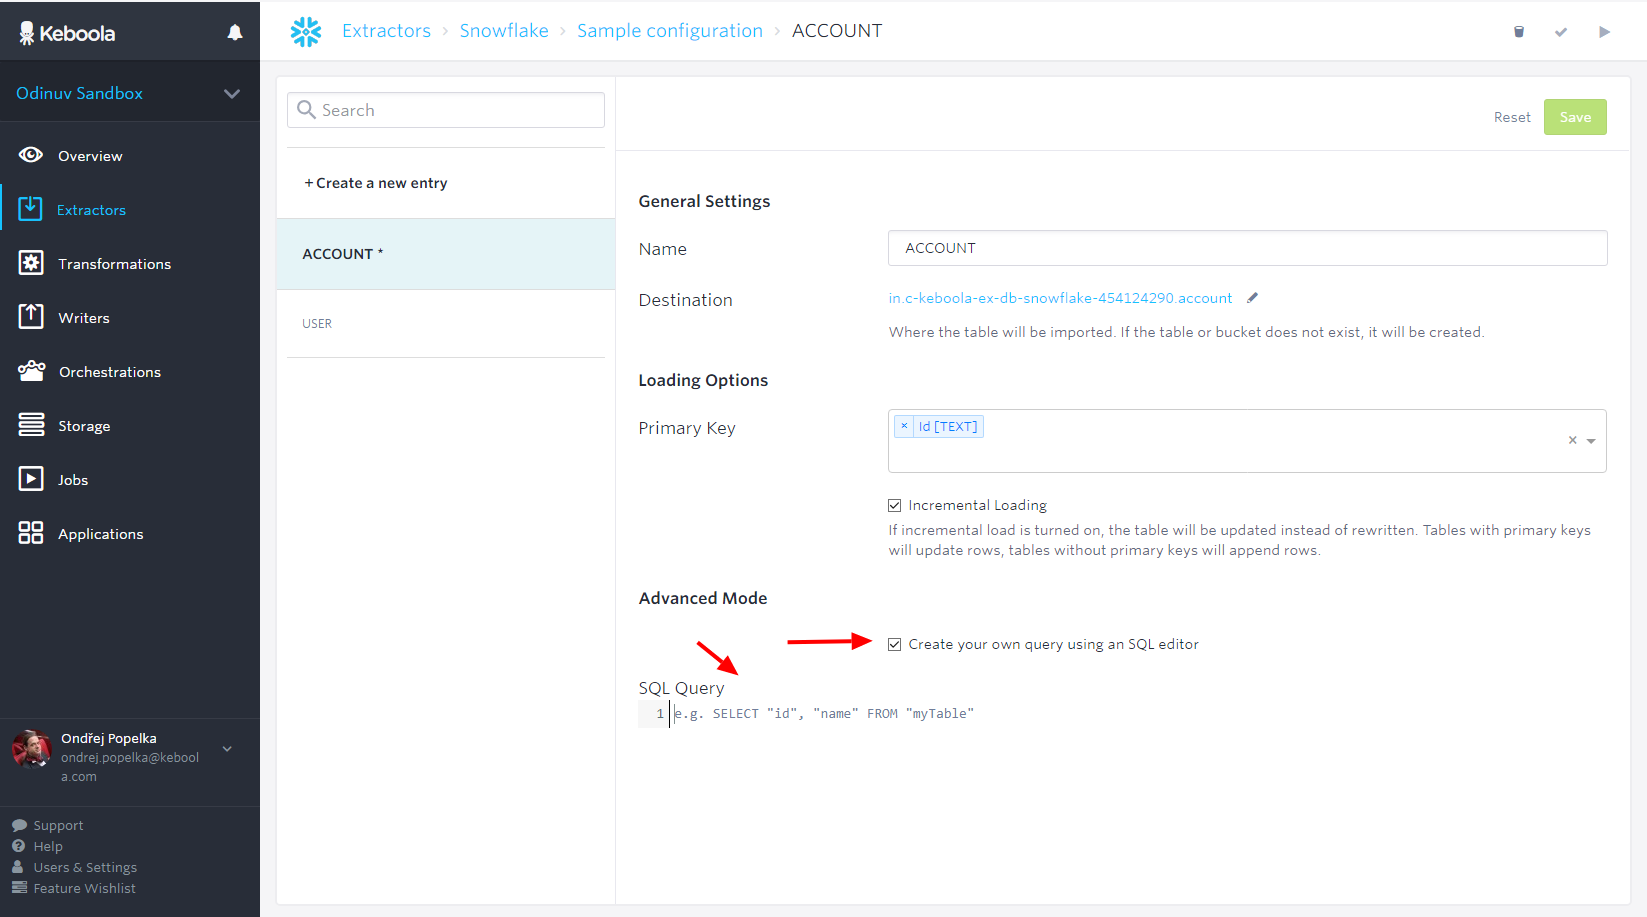 Keboola
Odinuv Sandbox
Overview
Extractors
Transformations
Writers
Orchestrations
Storage
Jobs
Applications
Ondřej Popelka
ondrej.popelka@kebool
a.com
Support
Help
Users & Settings
Feature Wishlist
Extractors › Snowflake › Sample configuration › ACCOUNT
Search
+ Create a new entry
ACCOUNT *
USER
Reset
Save
General Settings
Name
ACCOUNT
Destination
in.c-keboola-ex-db-snowflake-454124290.account
Where the table will be imported. If the table or bucket does not exist, it will be created.
Loading Options
Primary Key
× Id [TEXT]
Incremental Loading
If incremental load is turned on, the table will be updated instead of rewritten. Tables with primary keys
will update rows, tables without primary keys will append rows.
Advanced Mode
Create your own query using an SQL editor
SQL Query
1 e.g. SELECT "id", "name" FROM "myTable"